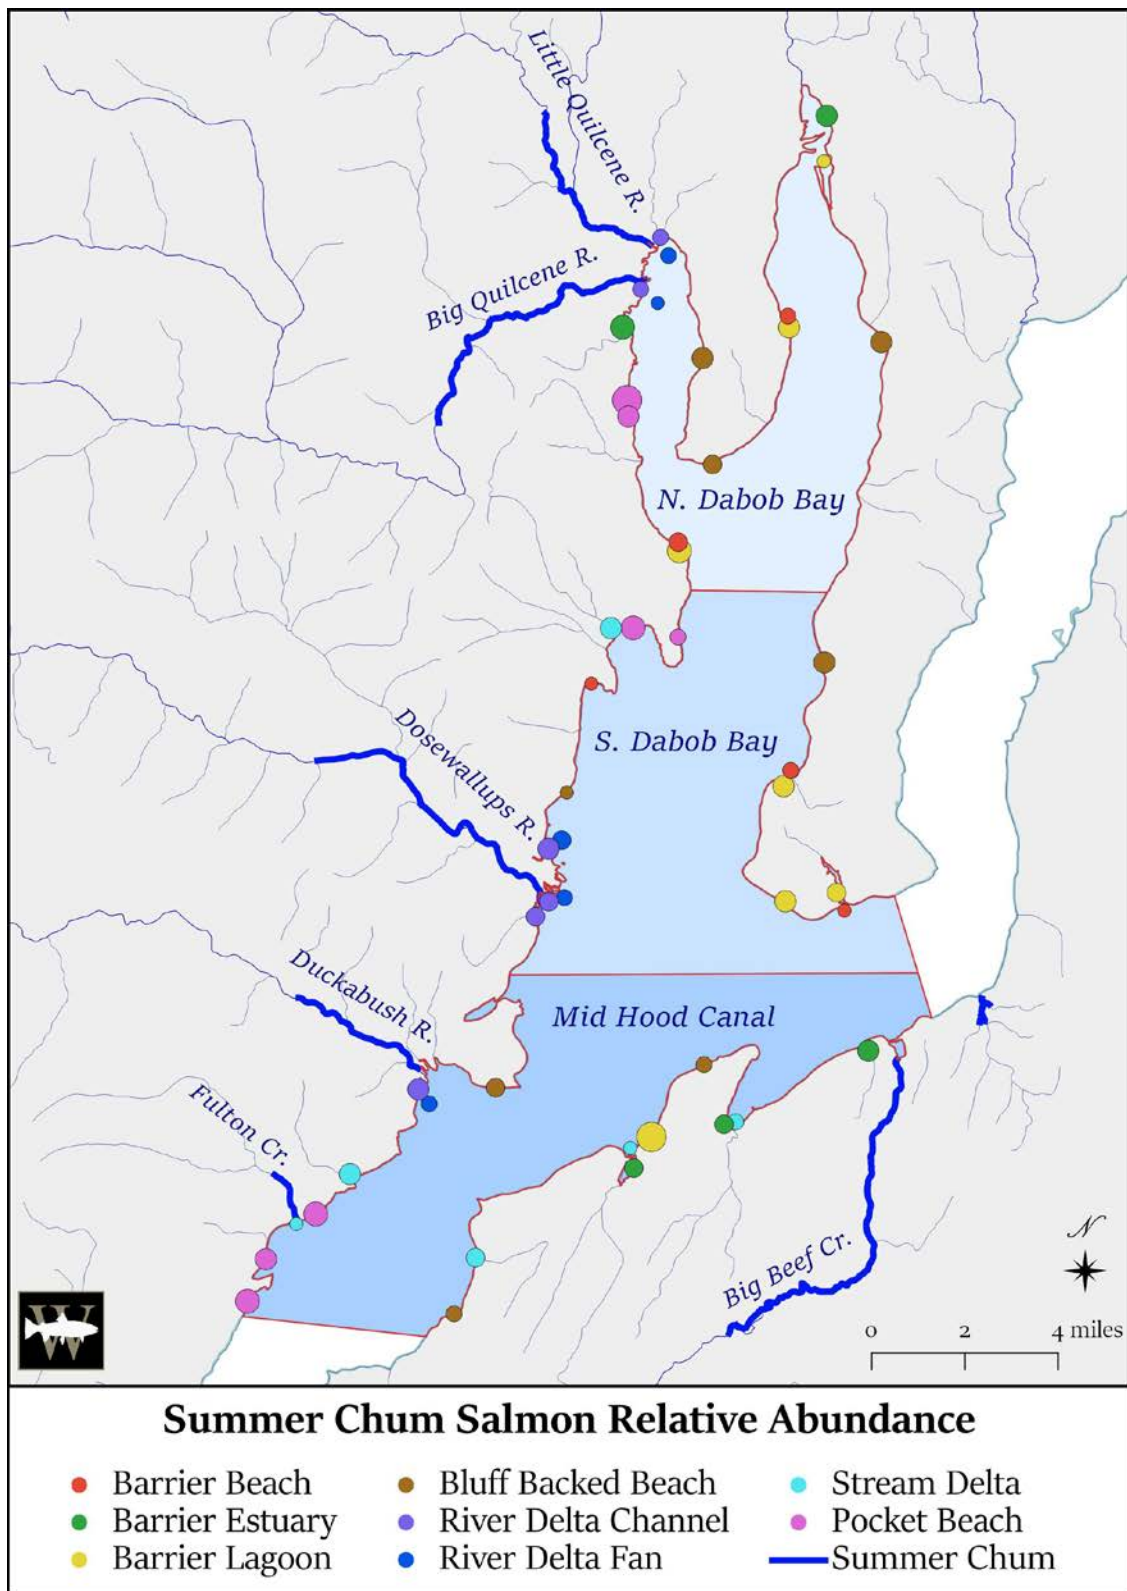 Little Quilcene R.
Big Quilcene R.
N. Dabob Bay
S. Dabob Bay
Dosewallups R.
Duckabush R.
Mid Hood Canal
Fulton Cr.
Big Beef Cr.
N
0 2 4 miles
W
Summer Chum Salmon Relative Abundance
Barrier Beach
Bluff Backed Beach
Stream Delta
Barrier Estuary
River Delta Channel
Pocket Beach
Barrier Lagoon
River Delta Fan
Summer Chum